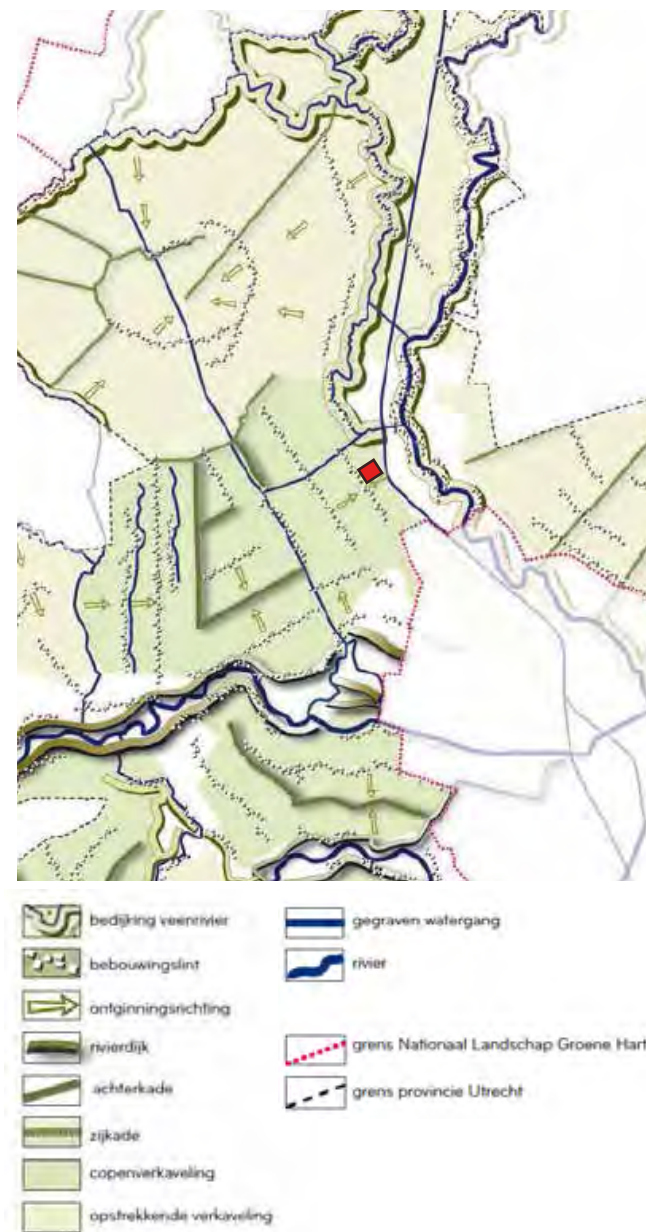 bedijking veenrivier
bebouwingslint
ontginningsrichting
rivierdijk
achterkade
zijkade
copenverkaveling
opstrekkende verkaveling
gegraven watergang
rivier
grens Nationaal Landschap Groene Hart
grens provincie Utrecht